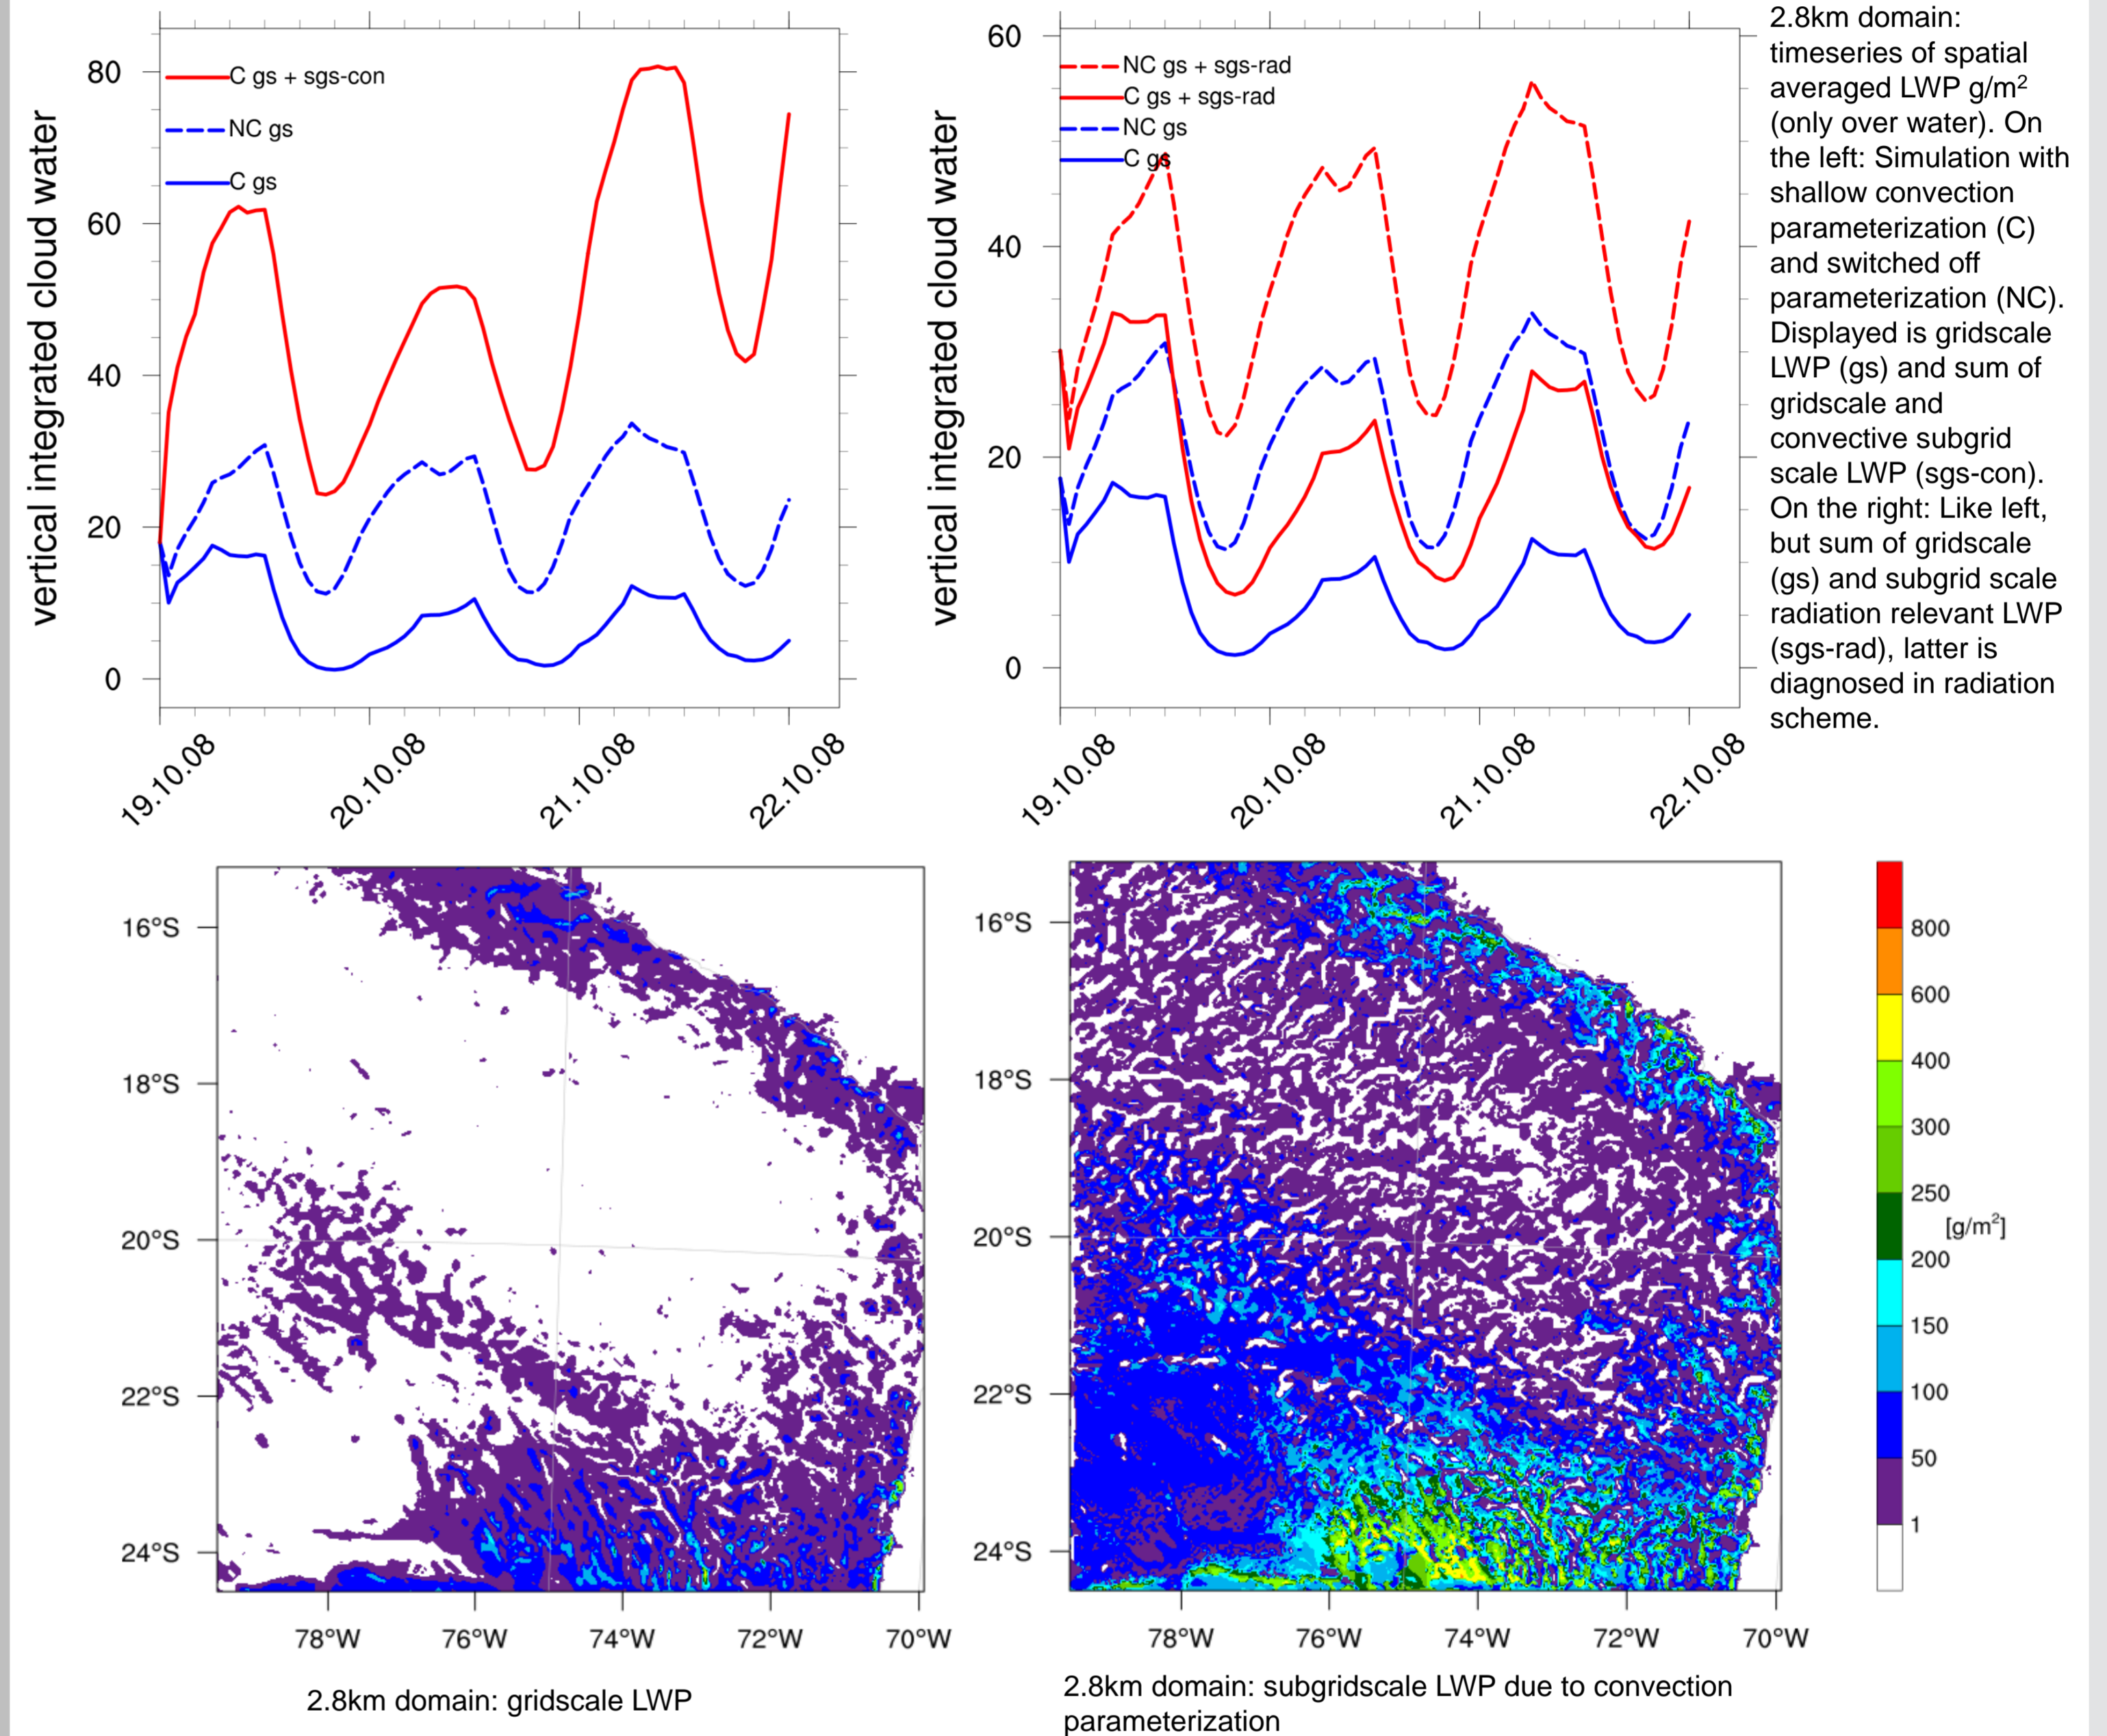 vertical integrated cloud water
80
60
40
20
0
C gs + sgs-con
NC gs
C gs
19.10.08
20.10.08
21.10.08
22.10.08
vertical integrated cloud water
60
40
20
0
NC gs + sgs-rad
C gs + sgs-rad
NC gs
C gs
19.10.08
20.10.08
21.10.08
22.10.08
2.8km domain:
timeseries of spatial
averaged LWP g/m²
(only over water). On
the left: Simulation with
shallow convection
parameterization (C)
and switched off
parameterization (NC).
Displayed is gridscale
LWP (gs) and sum of
gridscale and
convective subgrid
scale LWP (sgs-con).
On the right: Like left,
but sum of gridscale
(gs) and subgrid scale
radiation relevant LWP
(sgs-rad), latter is
diagnosed in radiation
scheme.
16°S
18°S
20°S
22°S
24°S
78°W 76°W 74°W 72°W 70°W
2.8km domain: gridscale LWP
16°S
18°S
20°S
22°S
24°S
78°W 76°W 74°W 72°W 70°W
2.8km domain: subgridscale LWP due to convection
parameterization
800
600
400
300
250
[g/m²]
200
150
100
50
1